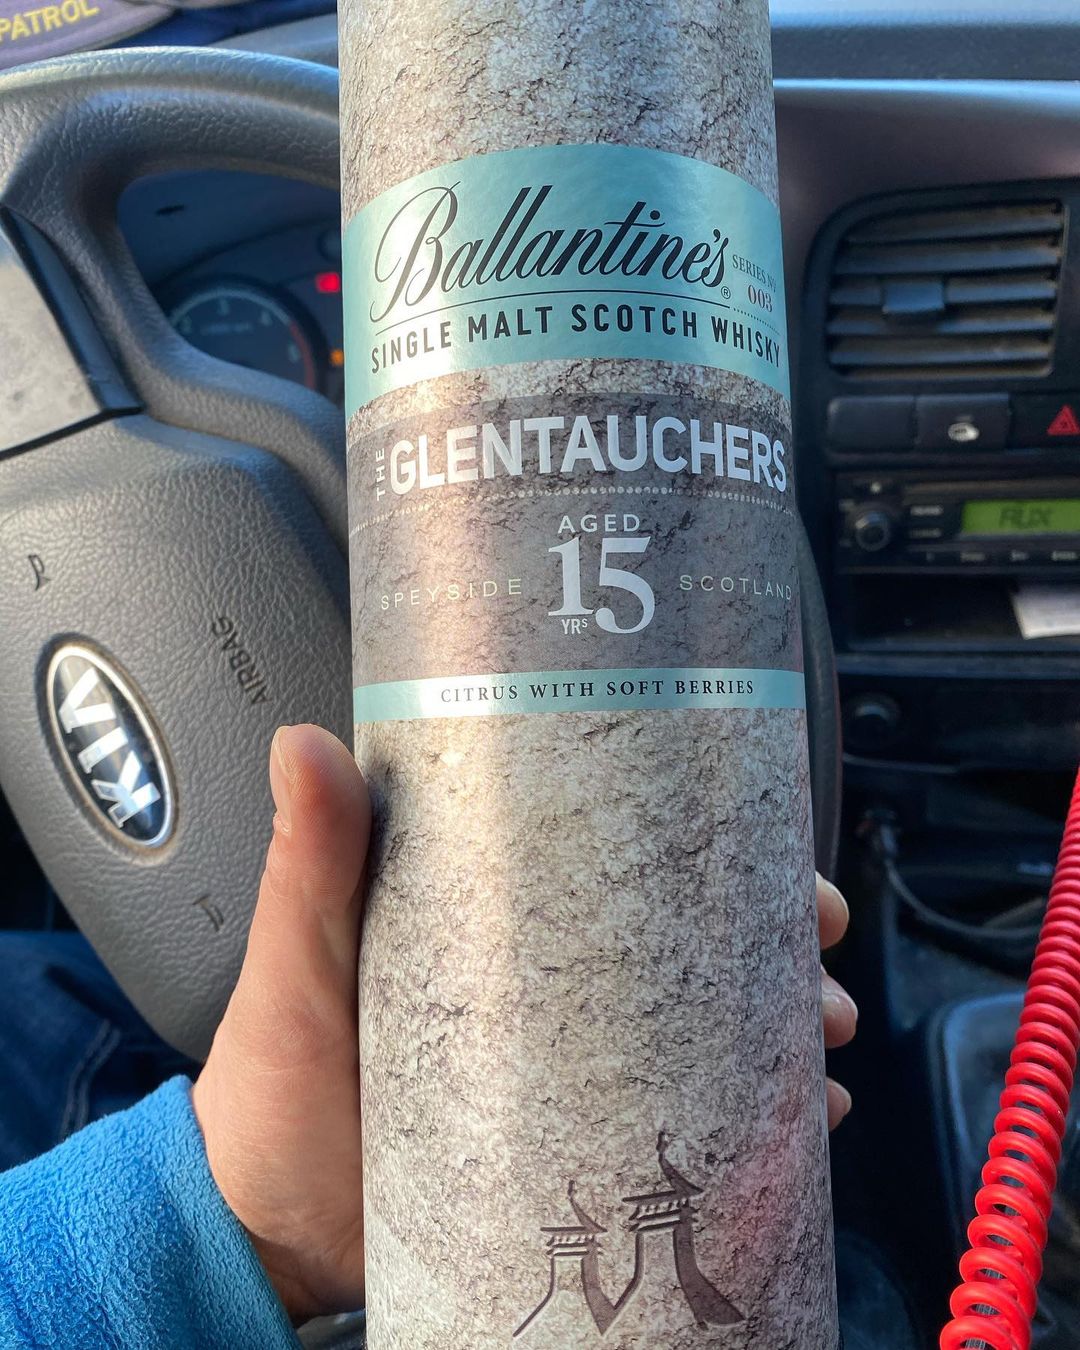 PATROL
Ballantine's
®
SERIES Nº
003
SINGLE MALT SCOTCH WHISKY
THE GLENTAUCHERS
AGED
15
YRS
SPEYSIDE
SCOTLAND
CITRUS WITH SOFT BERRIES
AIRBAG
KIA
AUX